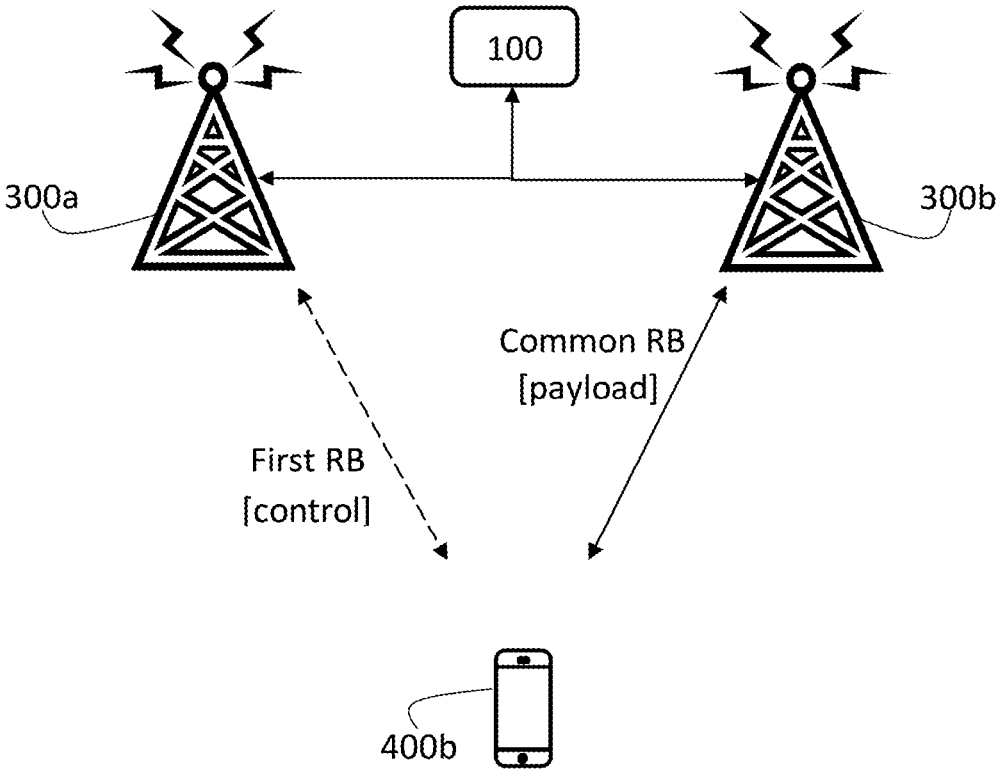 100
300a
300b
Common RB
[payload]
First RB
[control]
400b